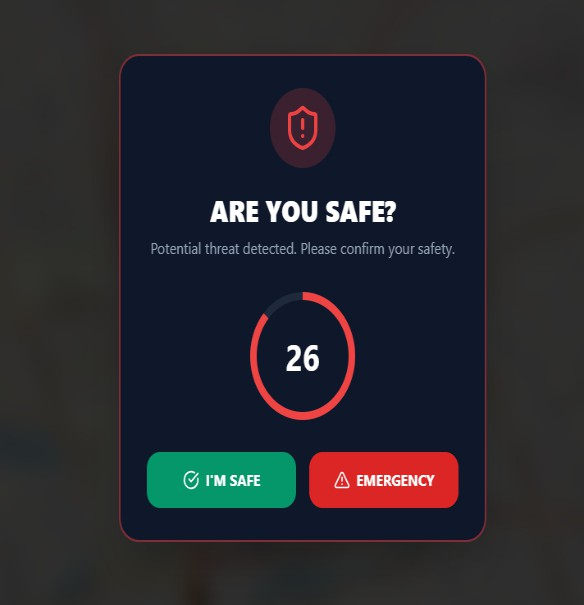 ARE YOU SAFE?
Potential threat detected. Please confirm your safety.
26
I'M SAFE
EMERGENCY